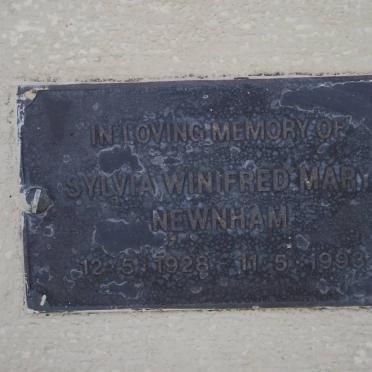 IN LOVING MEMORY OF
SYLVIA WINIFRED MARY
NEWNHAM
12.5.1928 - 11.5.1993